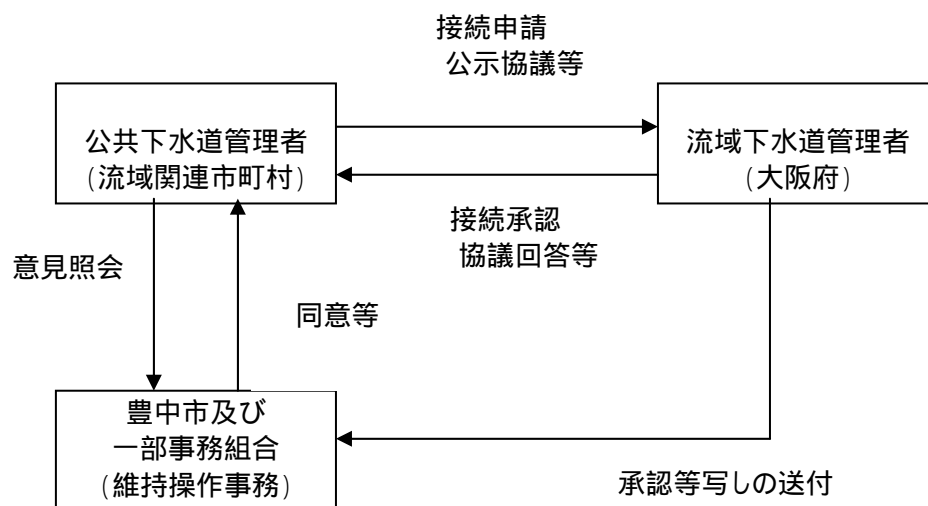 接続申請
公示協議等
公共下水道管理者
(流域関連市町村)
流域下水道管理者
(大阪府)
接続承認
協議回答等
意見照会
同意等
豊中市及び
一部事務組合
(維持操作事務)
承認等写しの送付